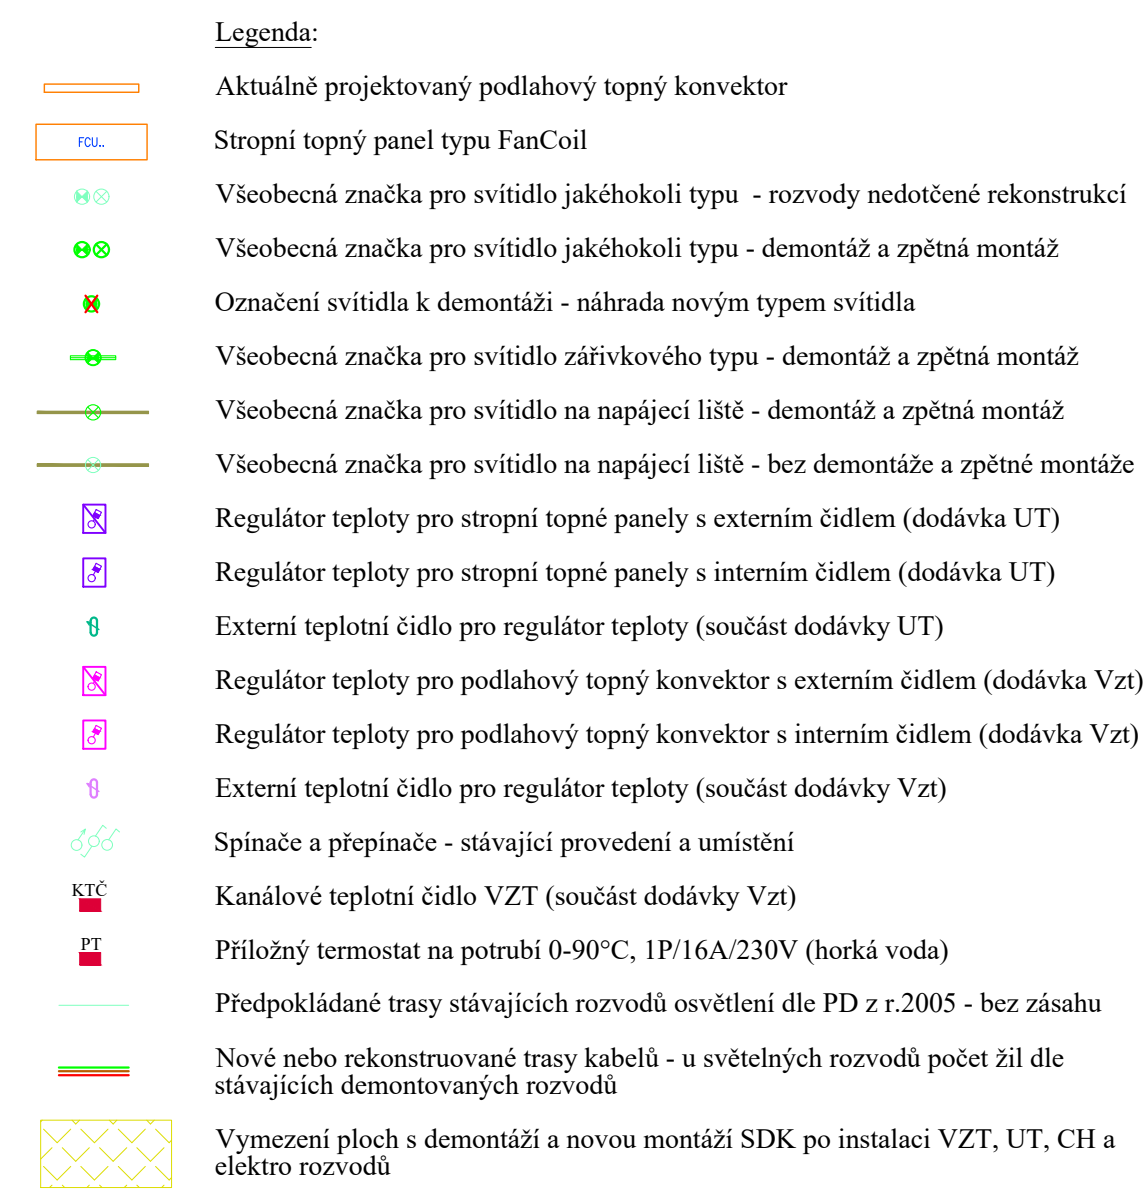 Legenda:
Aktuálně projektovaný podlahový topný konvektor
FCU..
Stropní topný panel typu FanCoil
Všeobecná značka pro svítidlo jakéhokoli typu - rozvody nedotčené rekonstrukcí
Všeobecná značka pro svítidlo jakéhokoli typu - demontáž a zpětná montáž
Označení svítidla k demontáži - náhrada novým typem svítidla
Všeobecná značka pro svítidlo zářivkového typu - demontáž a zpětná montáž
Všeobecná značka pro svítidlo na napájecí liště - demontáž a zpětná montáž
Všeobecná značka pro svítidlo na napájecí liště - bez demontáže a zpětné montáže
Regulátor teploty pro stropní topné panely s externím čidlem (dodávka UT)
Regulátor teploty pro stropní topné panely s interním čidlem (dodávka UT)
Externí teplotní čidlo pro regulátor teploty (součást dodávky UT)
Regulátor teploty pro podlahový topný konvektor s externím čidlem (dodávka Vzt)
Regulátor teploty pro podlahový topný konvektor s interním čidlem (dodávka Vzt)
Externí teplotní čidlo pro regulátor teploty (součást dodávky Vzt)
Spínače a přepínače - stávající provedení a umístění
KTČ
Kanálové teplotní čidlo VZT (součást dodávky Vzt)
PT
Příložný termostat na potrubí 0-90°C, 1P/16A/230V (horká voda)
Předpokládané trasy stávajících rozvodů osvětlení dle PD z r.2005 - bez zásahu
Nové nebo rekonstruované trasy kabelů - u světelných rozvodů počet žil dle
stávajících demontovaných rozvodů
Vymezení ploch s demontáží a novou montáží SDK po instalaci VZT, UT, CH a
elektro rozvodů